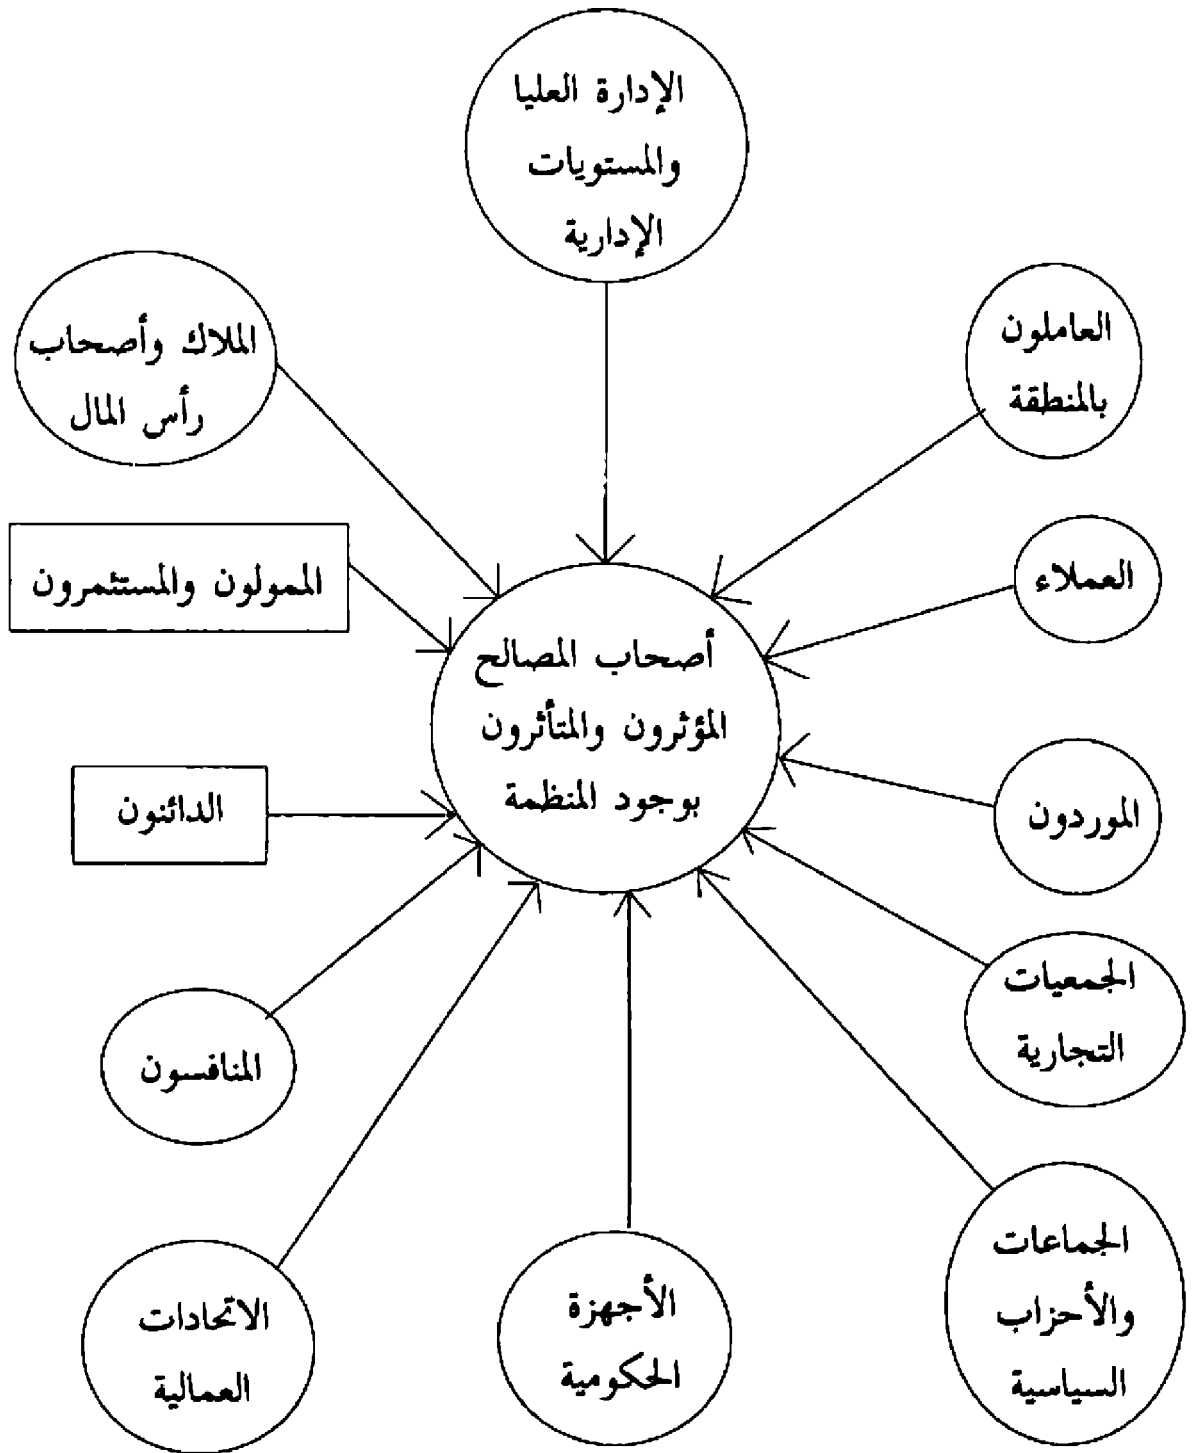 الإدارة العليا
والمستويات
الإدارية
العاملون
بالمنطقة
الملاك وأصحاب
رأس المال
العملاء
الممولون والمستثمرون
أصحاب المصالح
المؤثرون والمتأثرون
بوجود المنظمة
الموردون
الدائنون
الجمعيات
التجارية
المنافسون
الجماعات
والأحزاب
السياسية
الأجهزة
الحكومية
الاتحادات
العمالية